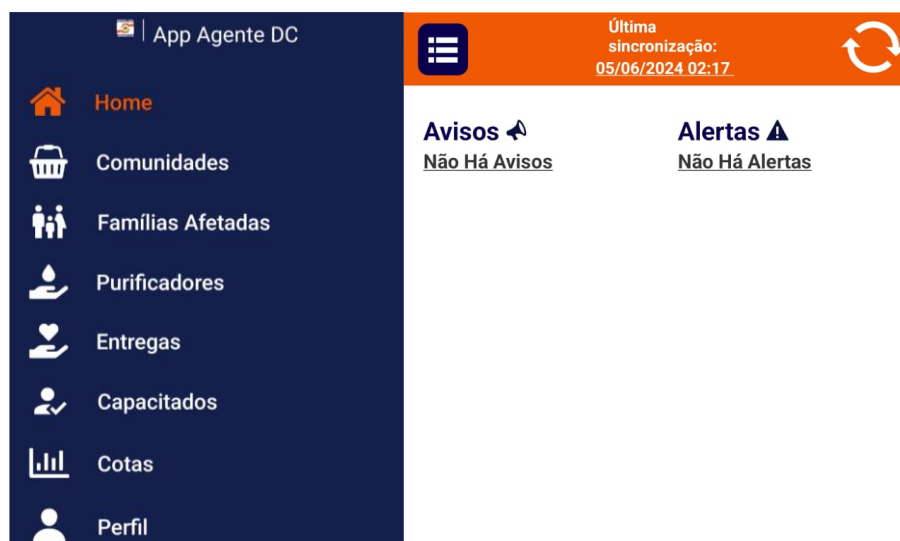 App Agente DC
Home
Comunidades
Famílias Afetadas
Purificadores
Entregas
Capacitados
Cotas
Perfil
Última
sincronização:
05/06/2024 02:17
Avisos
Não Há Avisos
Alertas
Não Há Alertas